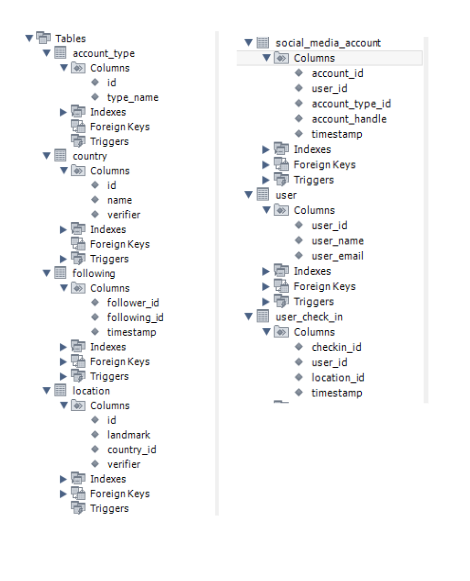 Tables
account_type
Columns
id
type_name
Indexes
Foreign Keys
Triggers
country
Columns
id
name
verifier
Indexes
Foreign Keys
Triggers
following
Columns
follower_id
following_id
timestamp
Indexes
Foreign Keys
Triggers
location
Columns
id
landmark
country_id
verifier
Indexes
Foreign Keys
Triggers
social_media_account
Columns
account_id
user_id
account_type_id
account_handle
timestamp
Indexes
Foreign Keys
Triggers
user
Columns
user_id
user_name
user_email
Indexes
Foreign Keys
Triggers
user_check_in
Columns
checkin_id
user_id
location_id
timestamp